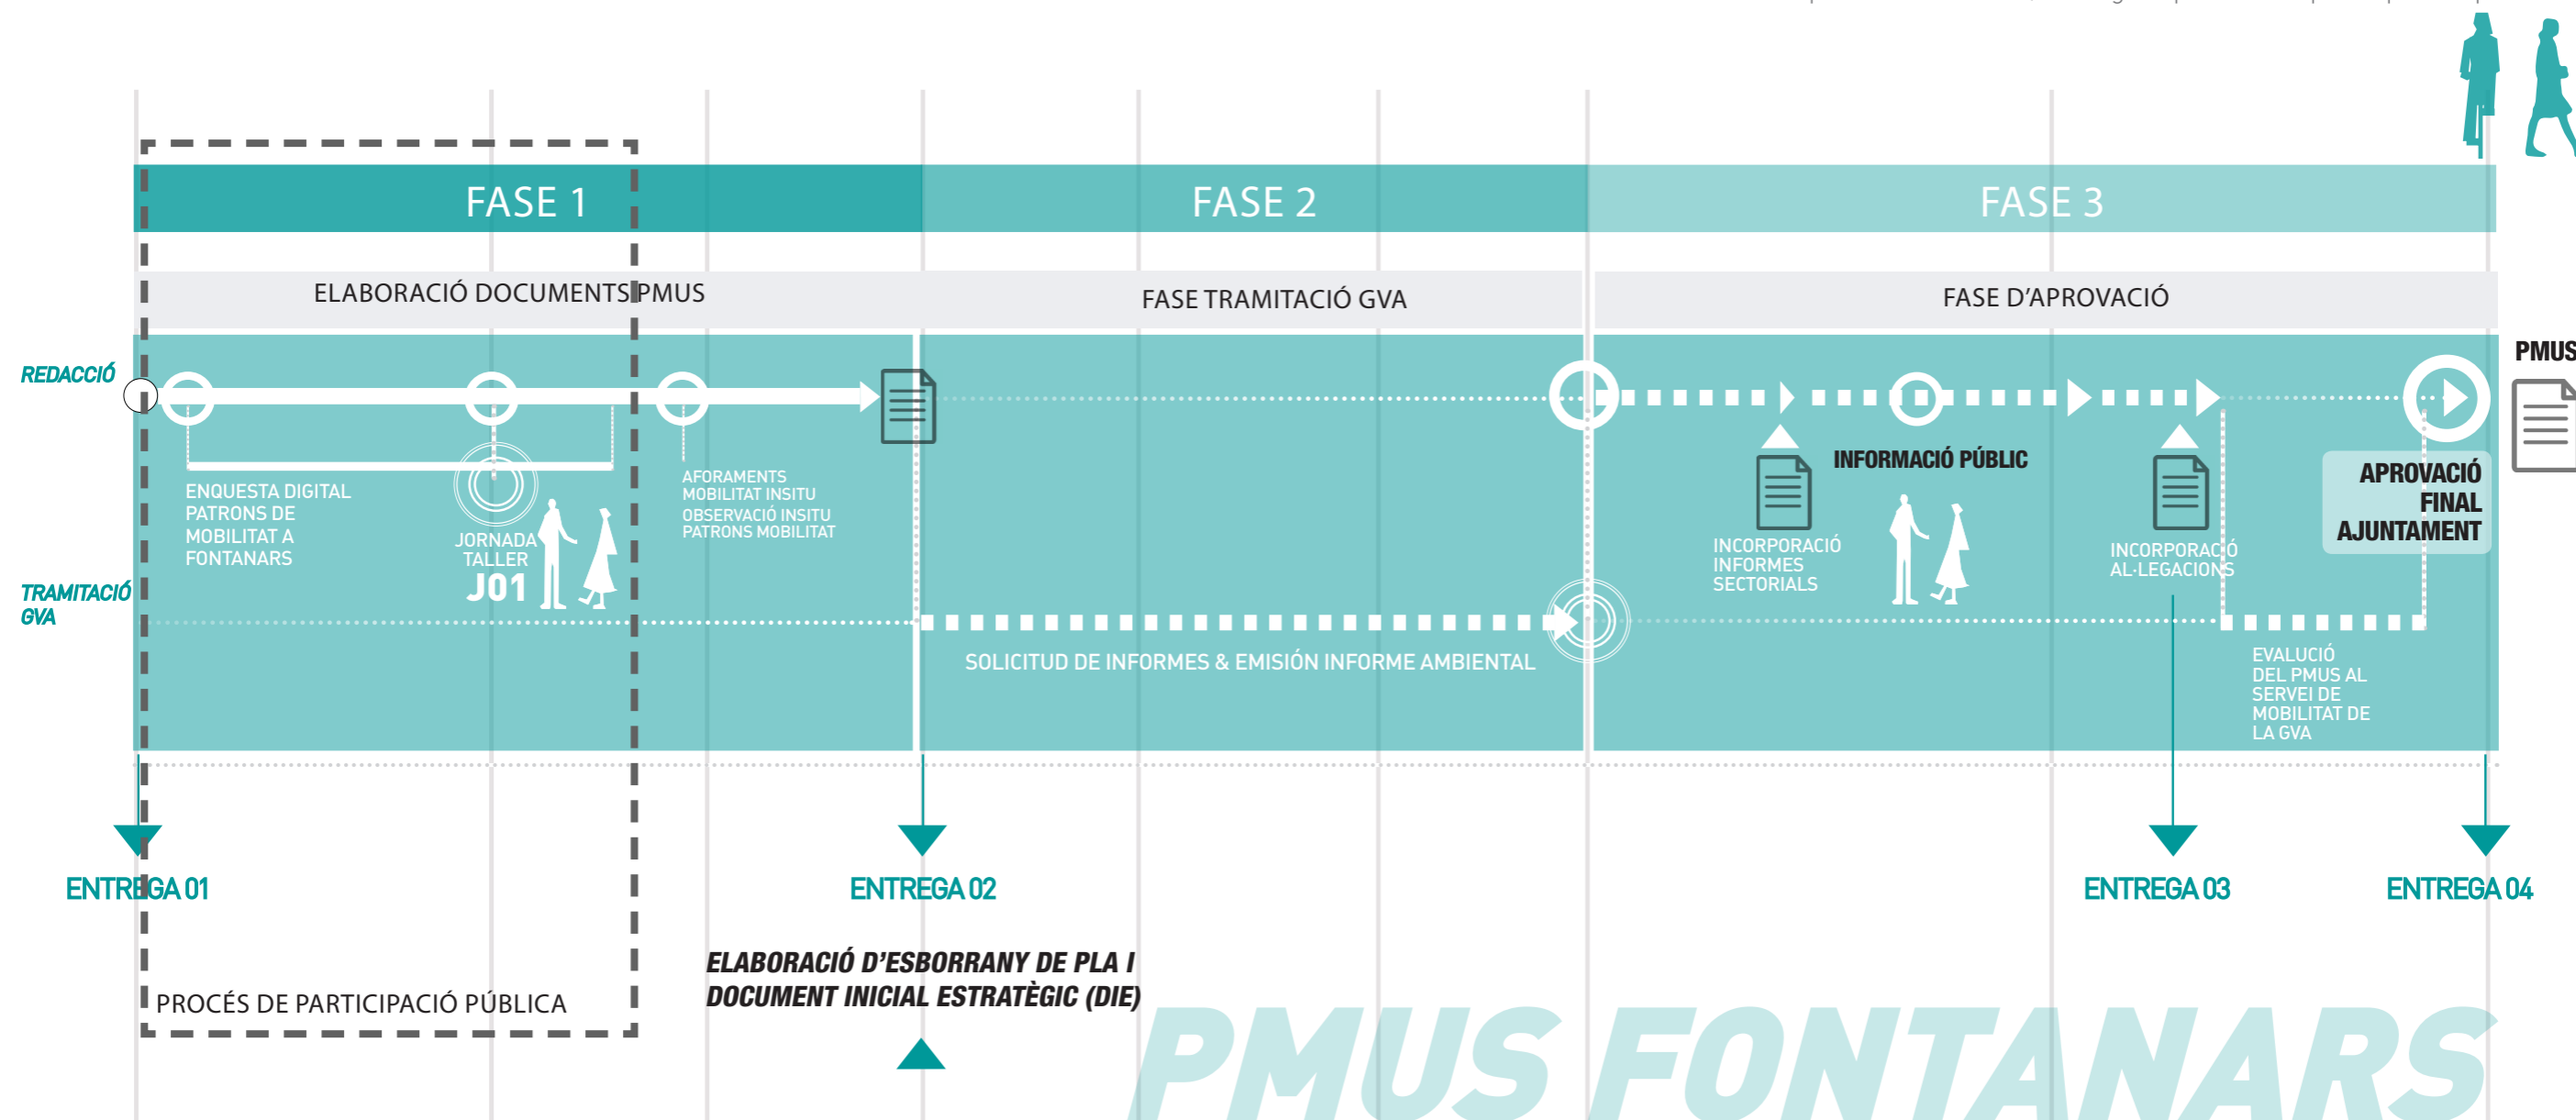 FASE 1
FASE 2
FASE 3
ELABORACIÓ DOCUMENTS PMUS
FASE TRAMITACIÓ GVA
FASE D'APROVACIÓ
REDACCIÓ
PMUS
ENQUESTA DIGITAL
PATRONS DE
MOBILITAT A
FONTANARS
JORNADA
TALLER
J01
AFORAMENTS
MOBILITAT INSITU
OBSERVACIÓ INSITU
PATRONS MOBILITAT
INCORPORACIÓ
INFORMES
SECTORIALS
INFORMACIÓ PÚBLIC
INCORPORACIÓ
AL·LEGACIONS
APROVACIÓ
FINAL
AJUNTAMENT
TRAMITACIÓ
GVA
SOLICITUD DE INFORMES & EMISIÓN INFORME AMBIENTAL
EVALUCIÓ
DEL PMUS AL
SERVEI DE
MOBILITAT DE
LA GVA
ENTREGA 01
ENTREGA 02
ENTREGA 03
ENTREGA 04
ELABORACIÓ D'ESBORRANY DE PLA I
DOCUMENT INICIAL ESTRATÈGIC (DIE)
PROCÉS DE PARTICIPACIÓ PÚBLICA
PMUS FONTANARS